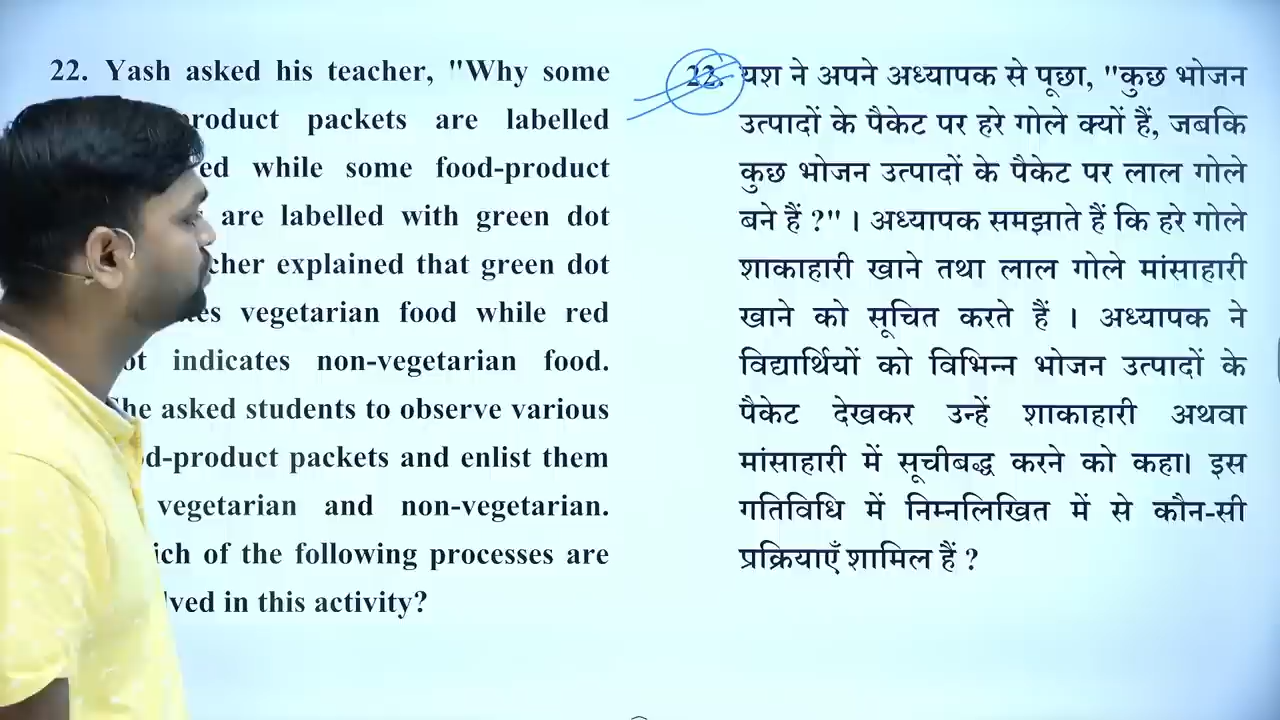 22. Yash asked his teacher, "Why some
product packets are labelled
while some food-product
are labelled with green dot
explained that green dot
vegetarian food while red
indicates non-vegetarian food.
She asked students to observe various
packets and enlist them
vegetarian and non-vegetarian.
of the following processes are
in this activity?
22. यश ने अपने अध्यापक से पूछा, "कुछ भोजन
उत्पादों के पैकेट पर हरे गोले क्यों हैं, जबकि
कुछ भोजन उत्पादों के पैकेट पर लाल गोले
बने हैं ?" । अध्यापक समझाते हैं कि हरे गोले
शाकाहारी खाने तथा लाल गोले मांसाहारी
खाने को सूचित करते हैं । अध्यापक ने
विद्यार्थियों को विभिन्न भोजन उत्पादों के
पैकेट देखकर उन्हें शाकाहारी अथवा
मांसाहारी में सूचीबद्ध करने को कहा। इस
गतिविधि में निम्नलिखित में से कौन-सी
प्रक्रियाएँ शामिल हैं ?